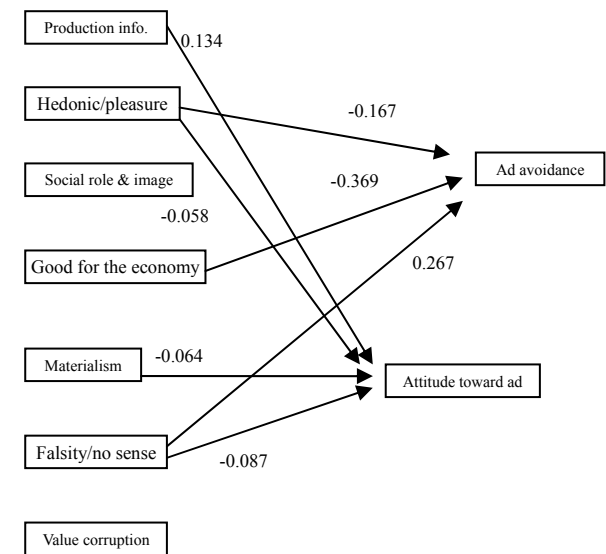 Production info.
0.134
Hedonic/pleasure
-0.167
Ad avoidance
Social role & image
-0.369
-0.058
Good for the economy
0.267
Materialism
-0.064
Attitude toward ad
Falsity/no sense
-0.087
Value corruption